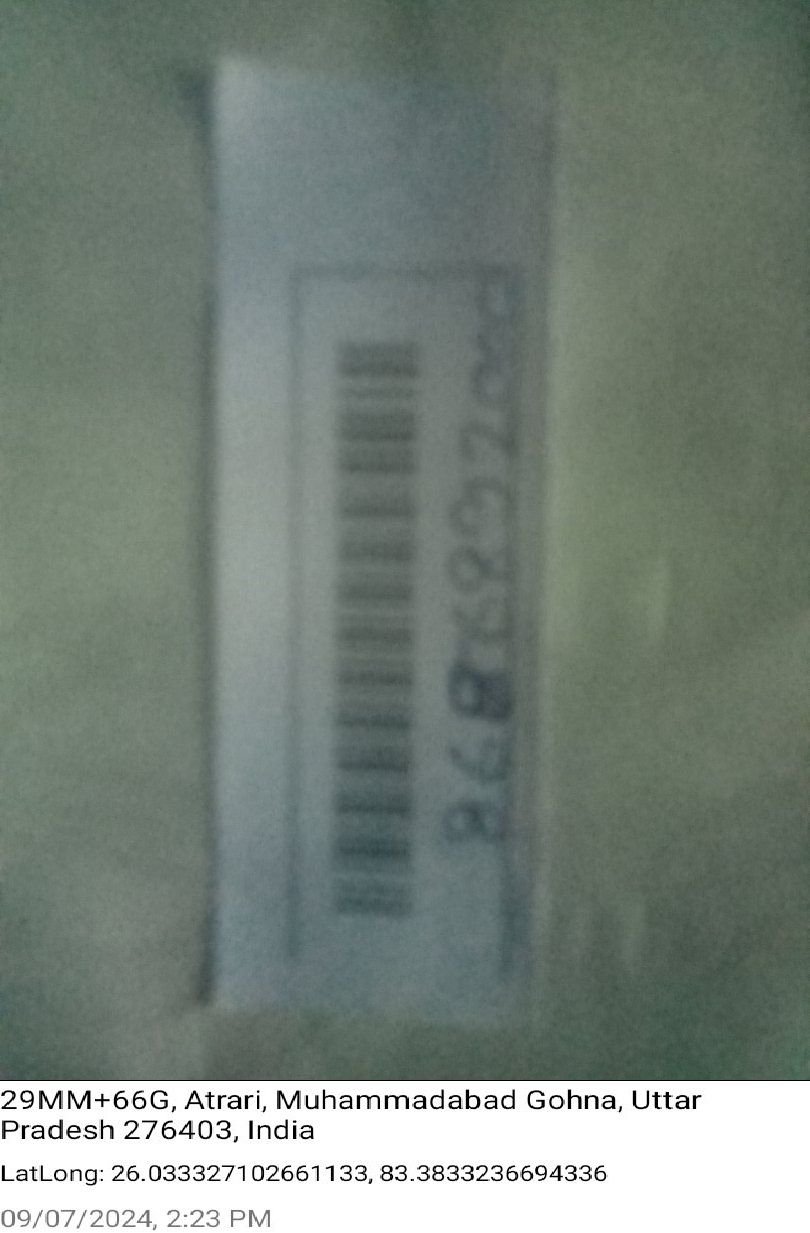 29MM+66G, Atrari, Muhammadabad Gohna, Uttar
Pradesh 276403, India
LatLong: 26.033327102661133, 83.3833236694336
09/07/2024, 2:23 PM